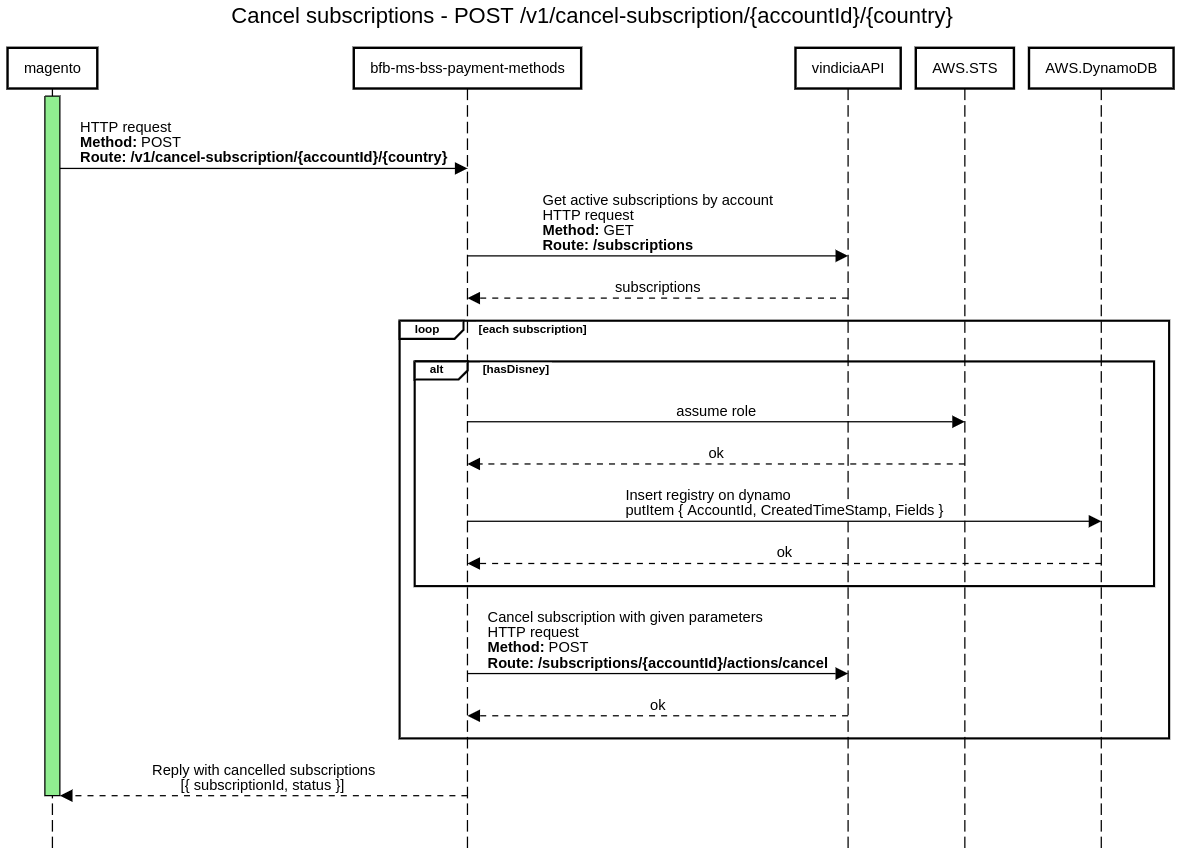 Cancel subscriptions - POST /v1/cancel-subscription/{accountId}/{country}
magento
bfb-ms-bss-payment-methods
vindiciaAPI
AWS.STS
AWS.DynamoDB
HTTP request
Method: POST
Route: /v1/cancel-subscription/{accountId}/{country}
Get active subscriptions by account
HTTP request
Method: GET
Route: /subscriptions
subscriptions
loop
[each subscription]
alt
[hasDisney]
assume role
ok
Insert registry on dynamo
putItem { AccountId, CreatedTimeStamp, Fields }
ok
Cancel subscription with given parameters
HTTP request
Method: POST
Route: /subscriptions/{accountId}/actions/cancel
ok
Reply with cancelled subscriptions
[{ subscriptionId, status }]